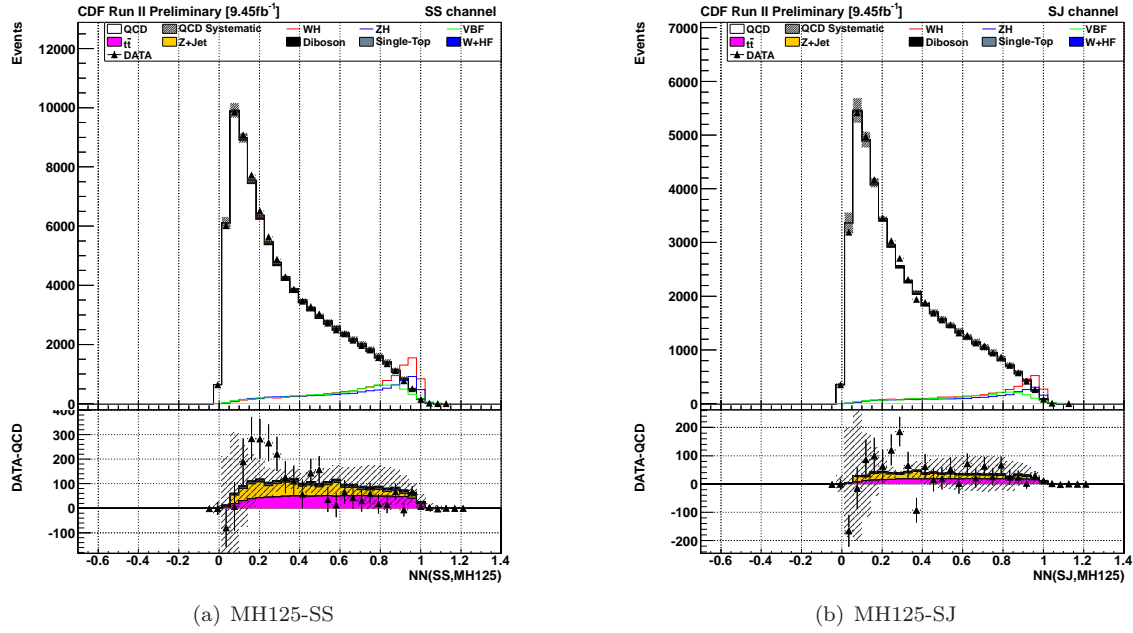 CDF Run II Preliminary [9.45fb⁻¹] SS channel
Events
QCD QCD Systematic WH ZH VBF
tt̄ Z+Jet Diboson Single-Top W+HF
DATA
12000
10000
8000
6000
4000
2000
0
DATA-QCD
400
300
200
100
0
-100
-0.6 -0.4 -0.2 0 0.2 0.4 0.6 0.8 1 1.2 1.4
NN(SS,MH125)
(a) MH125-SS
CDF Run II Preliminary [9.45fb⁻¹] SJ channel
Events
QCD QCD Systematic WH ZH VBF
tt̄ Z+Jet Diboson Single-Top W+HF
DATA
7000
6000
5000
4000
3000
2000
1000
0
DATA-QCD
200
100
0
-100
-200
-0.6 -0.4 -0.2 0 0.2 0.4 0.6 0.8 1 1.2 1.4
NN(SJ,MH125)
(b) MH125-SJ